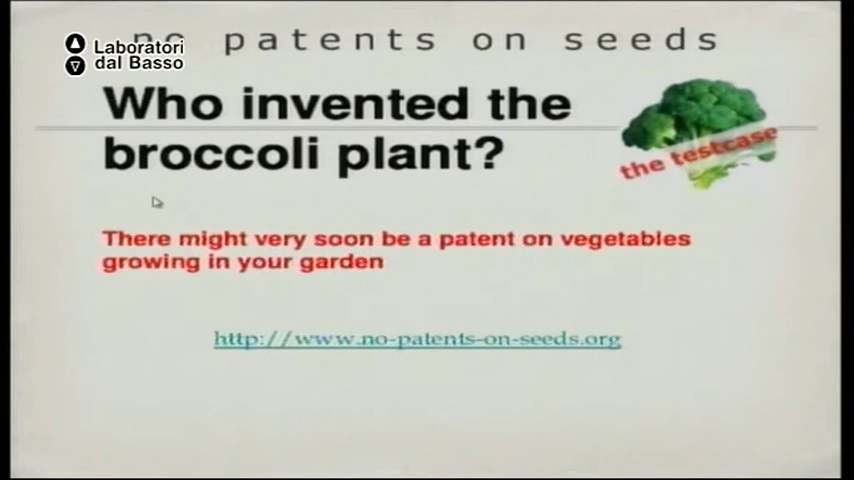 no patents on seeds
Laboratori
dal Basso
Who invented the
broccoli plant?
the testcase
There might very soon be a patent on vegetables
growing in your garden
http://www.no-patents-on-seeds.org